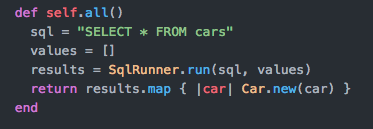 def self.all()
  sql = "SELECT * FROM cars"
  values = []
  results = SqlRunner.run(sql, values)
  return results.map { |car| Car.new(car) }
end